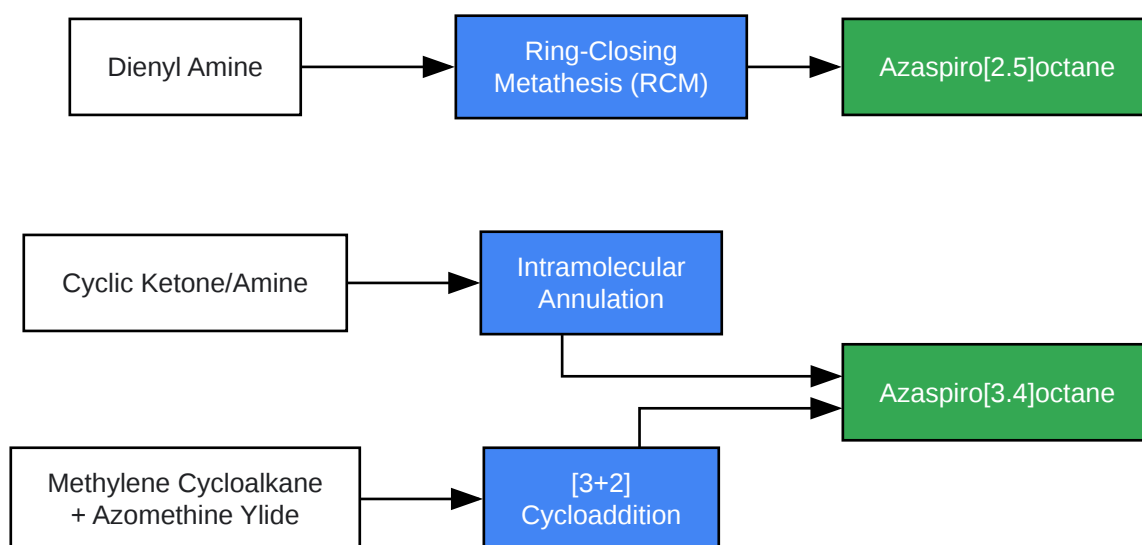 Dienyl Amine
Ring-Closing
Metathesis (RCM)
Azaspiro[2.5]octane
Cyclic Ketone/Amine
Intramolecular
Annulation
Azaspiro[3.4]octane
Methylene Cycloalkane
+ Azomethine Ylide
[3+2]
Cycloaddition